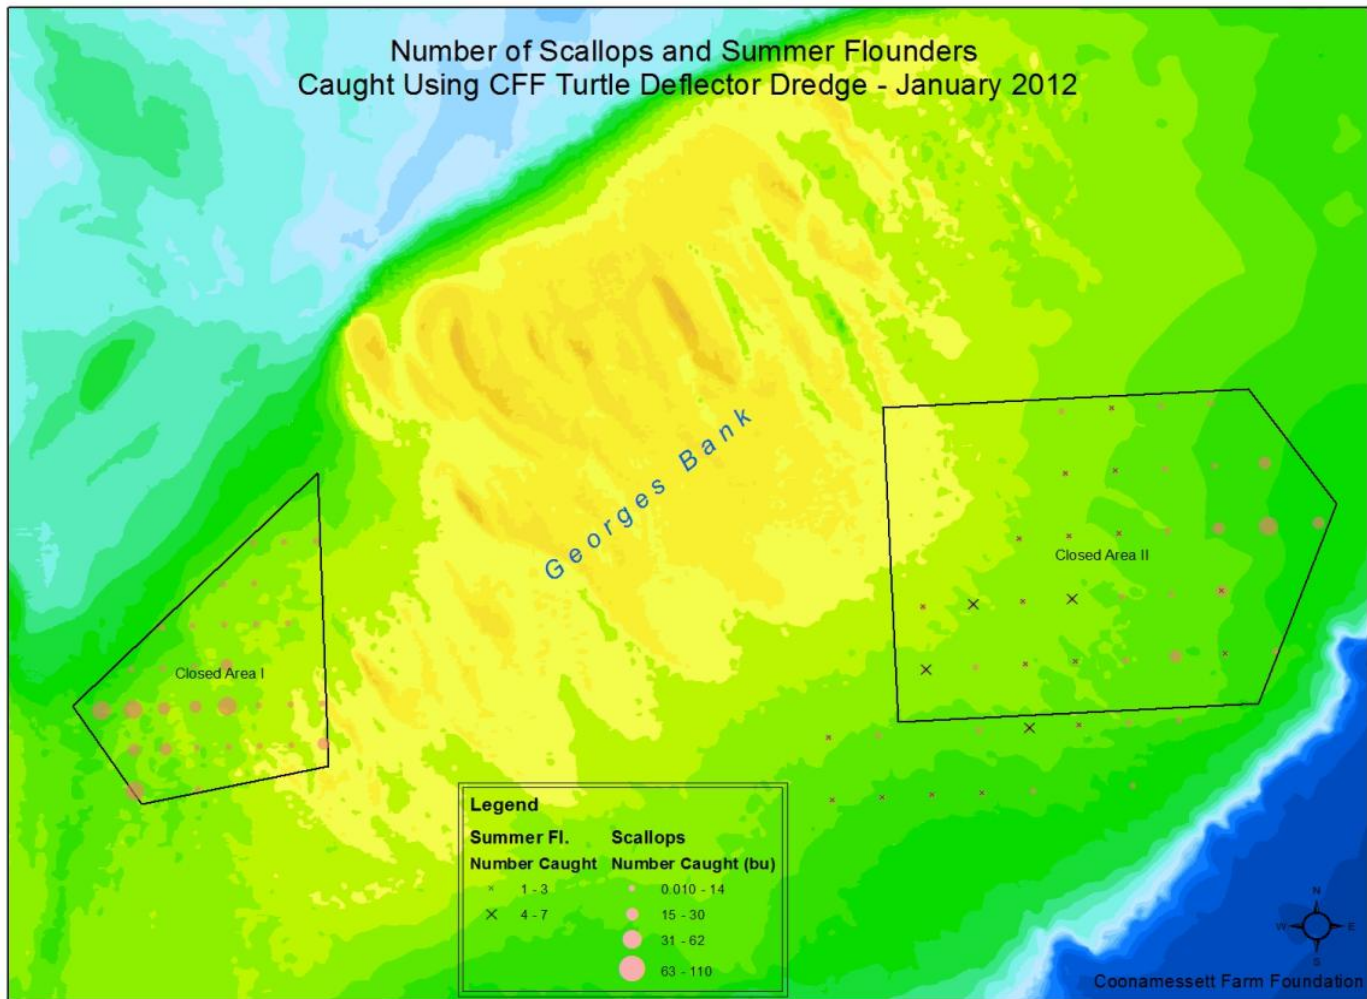 Number of Scallops and Summer Flounders
Caught Using CFF Turtle Deflector Dredge - January 2012
Georges Bank
Closed Area II
Closed Area I
Legend
Summer Fl. Scallops
Number Caught Number Caught (bu)
1 - 3 0.010 - 14
4 - 7 15 - 30
31 - 62
63 - 110
N
W E
S
Coonamessett Farm Foundation